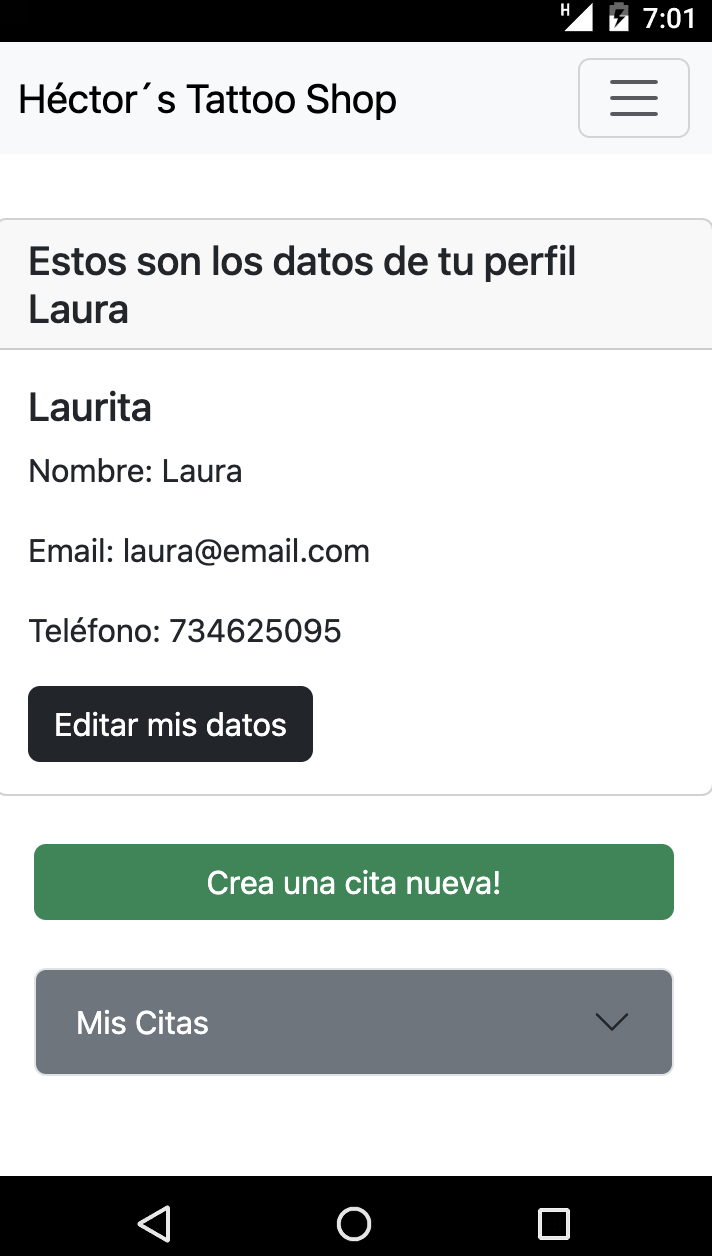 H 7:01
Héctor´s Tattoo Shop
Estos son los datos de tu perfil
Laura
Laurita
Nombre: Laura
Email: laura@email.com
Teléfono: 734625095
Editar mis datos
Crea una cita nueva!
Mis Citas